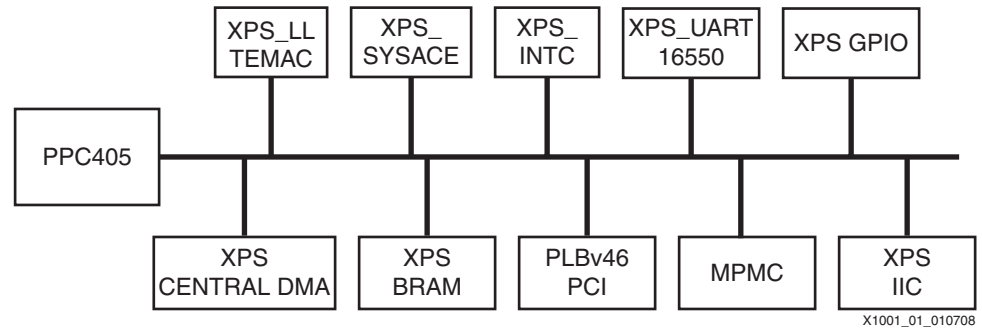 XPS_LL
TEMAC
XPS_
SYSACE
XPS_
INTC
XPS_UART
16550
XPS GPIO
PPC405
XPS
CENTRAL DMA
XPS
BRAM
PLBv46
PCI
MPMC
XPS
IIC
X1001_01_010708